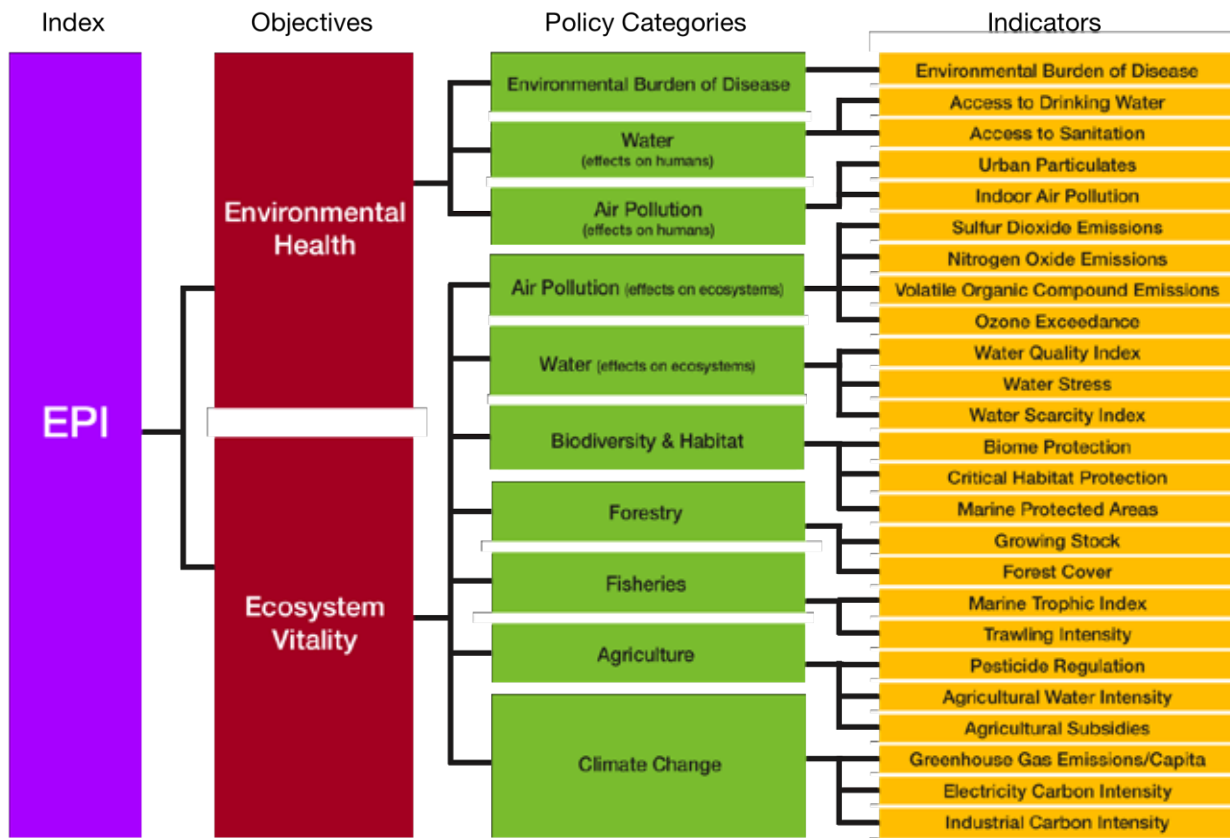 Index
Objectives
Policy Categories
Indicators
EPI
Environmental
Health
Ecosystem
Vitality
Environmental Burden of Disease
Water
(effects on humans)
Air Pollution
(effects on humans)
Air Pollution (effects on ecosystems)
Water (effects on ecosystems)
Biodiversity & Habitat
Forestry
Fisheries
Agriculture
Climate Change
Environmental Burden of Disease
Access to Drinking Water
Access to Sanitation
Urban Particulates
Indoor Air Pollution
Sulfur Dioxide Emissions
Nitrogen Oxide Emissions
Volatile Organic Compound Emissions
Ozone Exceedance
Water Quality Index
Water Stress
Water Scarcity Index
Biome Protection
Critical Habitat Protection
Marine Protected Areas
Growing Stock
Forest Cover
Marine Trophic Index
Trawling Intensity
Pesticide Regulation
Agricultural Water Intensity
Agricultural Subsidies
Greenhouse Gas Emissions/Capita
Electricity Carbon Intensity
Industrial Carbon Intensity